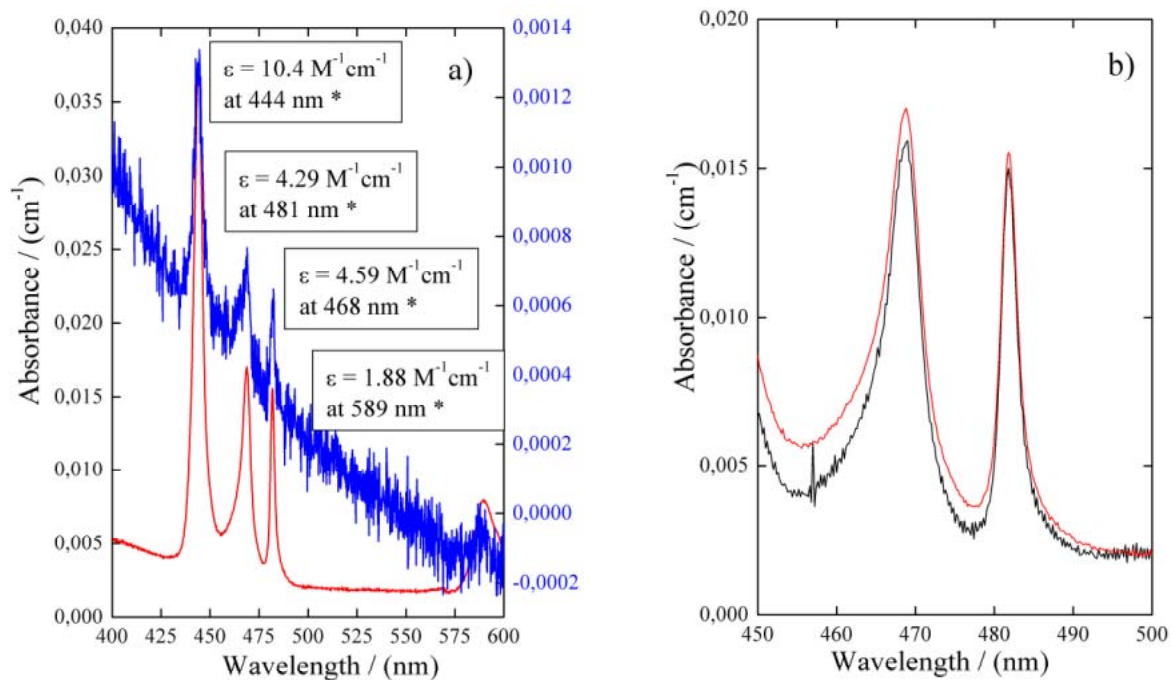 a)
ε = 10.4 M⁻¹cm⁻¹
at 444 nm *
ε = 4.29 M⁻¹cm⁻¹
at 481 nm *
ε = 4.59 M⁻¹cm⁻¹
at 468 nm *
ε = 1.88 M⁻¹cm⁻¹
at 589 nm *
Absorbance / (cm⁻¹)
0,040
0,035
0,030
0,025
0,020
0,015
0,010
0,005
0,000
0,0014
0,0012
0,0010
0,0008
0,0006
0,0004
0,0002
0,0000
-0,0002
400 425 450 475 500 525 550 575 600
Wavelength / (nm)
b)
Absorbance / (cm⁻¹)
0,020
0,015
0,010
0,005
0,000
450 460 470 480 490 500
Wavelength / (nm)